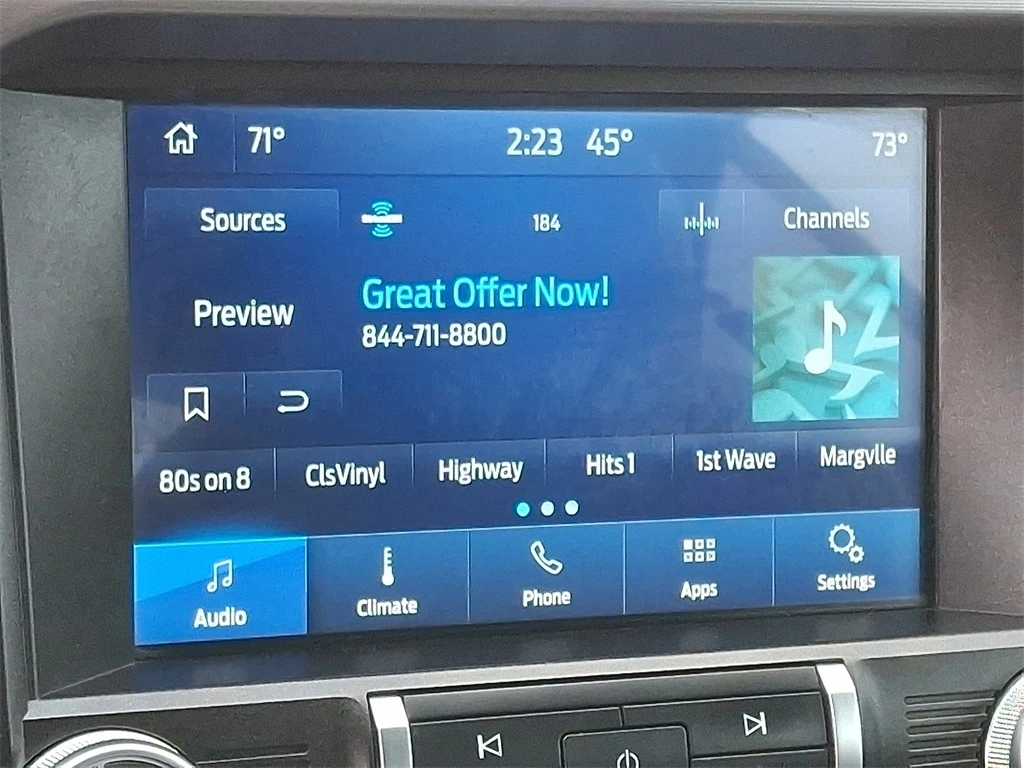 71° 2:23 45° 73°
Sources 184 Channels
Preview
Great Offer Now!
844-711-8800
80s on 8 ClsVinyl Highway Hits 1 1st Wave Margvlle
Audio Climate Phone Apps Settings